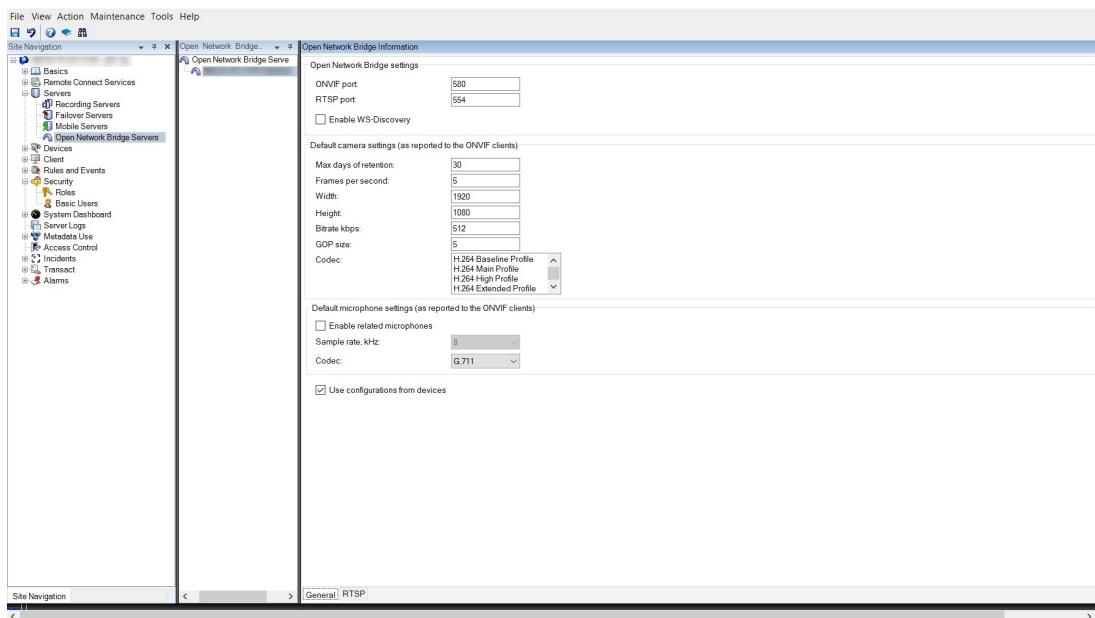 File View Action Maintenance Tools Help
Site Navigation
Basics
Remote Connect Services
Servers
Recording Servers
Failover Servers
Mobile Servers
Open Network Bridge Servers
Devices
Client
Rules and Events
Security
Roles
Basic Users
System Dashboard
Server Logs
Metadata Use
Access Control
Incidents
Transact
Alarms
Site Navigation
Open Network Bridge...
Open Network Bridge Serve
Open Network Bridge Information
Open Network Bridge settings
ONVIF port: 580
RTSP port: 554
Enable WS-Discovery
Default camera settings (as reported to the ONVIF clients)
Max days of retention: 30
Frames per second: 5
Width: 1920
Height: 1080
Bitrate kbps: 512
GOP size: 5
Codec: H.264 Baseline Profile
H.264 Main Profile
H.264 High Profile
H.264 Extended Profile
Default microphone settings (as reported to the ONVIF clients)
Enable related microphones
Sample rate, kHz: 8
Codec: G.711
Use configurations from devices
General RTSP